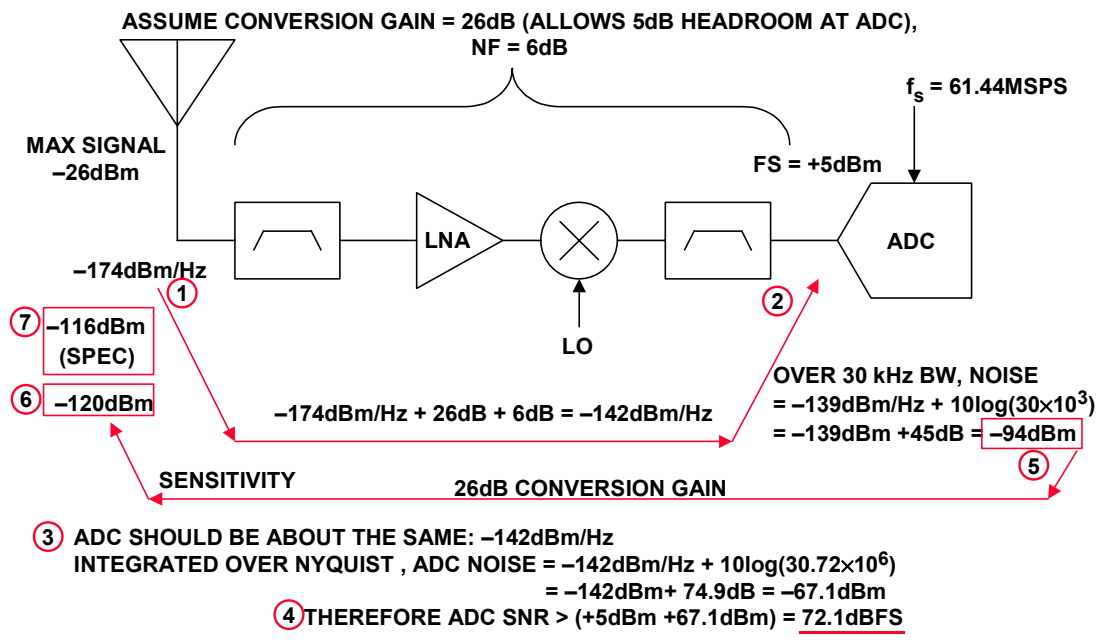 ASSUME CONVERSION GAIN = 26dB (ALLOWS 5dB HEADROOM AT ADC),
NF = 6dB
fs = 61.44MSPS
MAX SIGNAL
–26dBm
FS = +5dBm
LNA
ADC
–174dBm/Hz
1
2
LO
7
–116dBm
(SPEC)
6
–120dBm
–174dBm/Hz + 26dB + 6dB = –142dBm/Hz
OVER 30 kHz BW, NOISE
= –139dBm/Hz + 10log(30×10³)
= –139dBm +45dB = –94dBm
5
SENSITIVITY
26dB CONVERSION GAIN
3 ADC SHOULD BE ABOUT THE SAME: –142dBm/Hz
INTEGRATED OVER NYQUIST , ADC NOISE = –142dBm/Hz + 10log(30.72×10⁶)
= –142dBm+ 74.9dB = –67.1dBm
4 THEREFORE ADC SNR > (+5dBm +67.1dBm) = 72.1dBFS